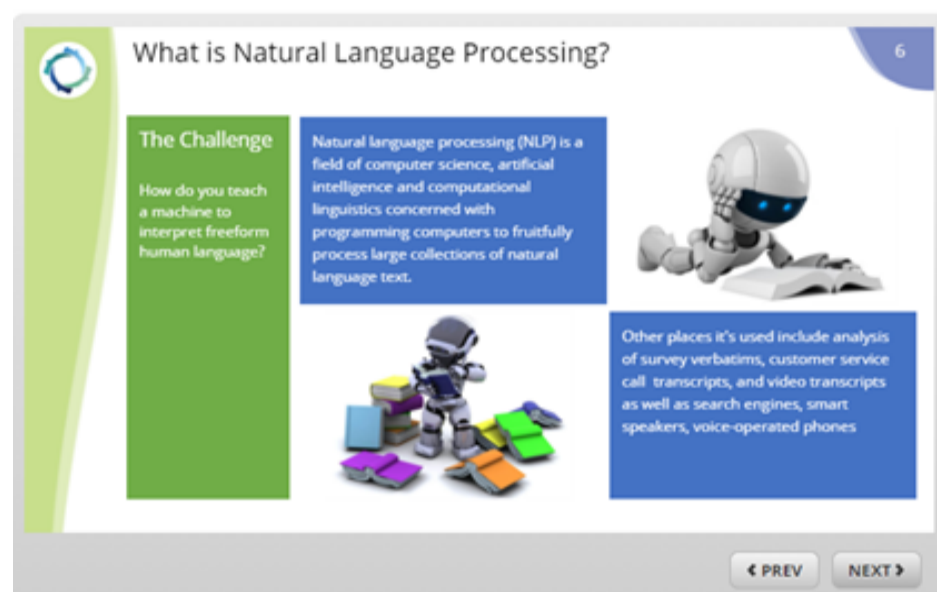 What is Natural Language Processing?
6
The Challenge
How do you teach
a machine to
interpret freeform
human language?
Natural language processing (NLP) is a
field of computer science, artificial
intelligence and computational
linguistics concerned with
programming computers to fruitfully
process large collections of natural
language text.
Other places it's used include analysis
of survey verbatims, customer service
call transcripts, and video transcripts
as well as search engines, smart
speakers, voice-operated phones
PREV
NEXT